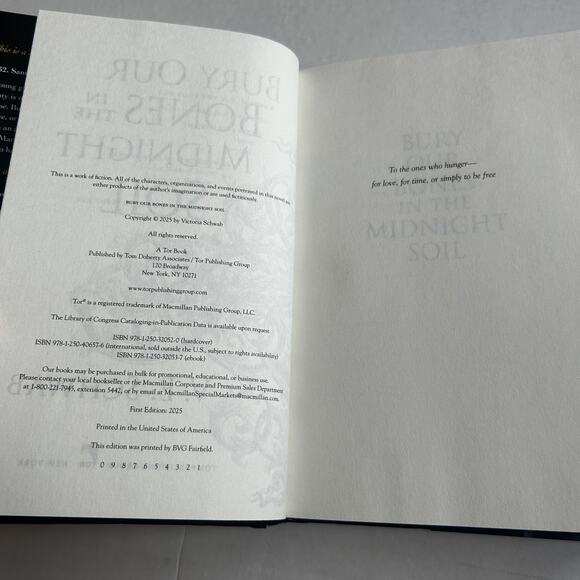 This is a
BURY OUR
BONES
IN
THE
MIDNIGHT
This is a work of fiction. All of the characters, organizations, and events portrayed in this novel are
either products of the author's imagination or are used fictitiously.
BURY OUR BONES IN THE MIDNIGHT SOIL
Copyright © 2025 by Victoria Schwab
All rights reserved.
A Tor Book
Published by Tom Doherty Associates / Tor Publishing Group
120 Broadway
New York, NY 10271
www.torpublishinggroup.com
Tor® is a registered trademark of Macmillan Publishing Group, LLC.
The Library of Congress Cataloging-in-Publication Data is available upon request.
ISBN 978-1-250-32052-0 (hardcover)
ISBN 978-1-250-40657-6 (international, sold outside the U.S., subject to rights availability)
ISBN 978-1-250-32053-7 (ebook)
Our books may be purchased in bulk for promotional, educational, or business use.
Please contact your local bookseller or the Macmillan Corporate and Premium Sales Department
at 1-800-221-7945, extension 5442, or by email at MacmillanSpecialMarkets@macmillan.com.
First Edition: 2025
Printed in the United States of America
This edition was printed by BVG Fairfield.
0 9 8 7 6 5 4 3 2 1
To the ones who hunger—
for love, for time, or simply to be free
BURY
IN THE
MIDNIGHT
SOIL